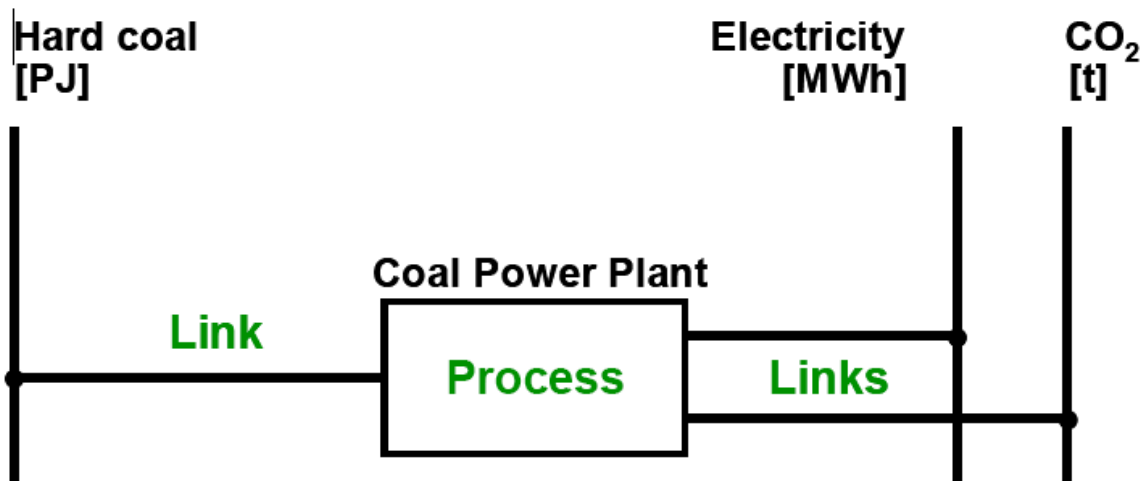 Hard coal
[PJ]
Electricity
[MWh]
CO₂
[t]
Coal Power Plant
Link
Process
Links